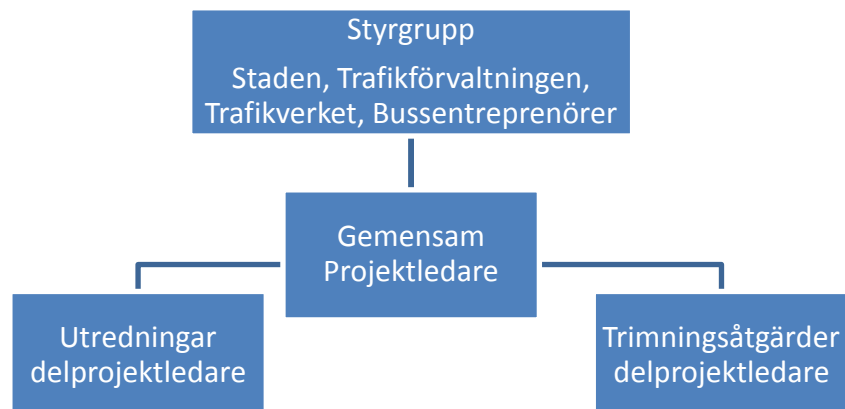 Styrgrupp
Staden, Trafikförvaltningen,
Trafikverket, Bussentreprenörer
Gemensam
Projektledare
Utredningar
delprojektledare
Trimningsåtgärder
delprojektledare